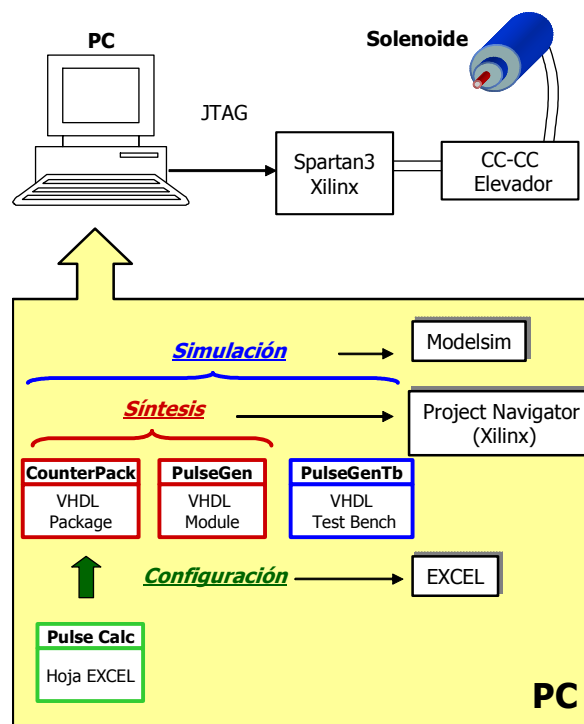 PC
Solenoide
JTAG
Spartan3
Xilinx
CC-CC
Elevador
Simulación
Modelsim
Síntesis
Project Navigator
(Xilinx)
CounterPack
VHDL
Package
PulseGen
VHDL
Module
PulseGenTb
VHDL
Test Bench
Configuración
EXCEL
Pulse Calc
Hoja EXCEL
PC